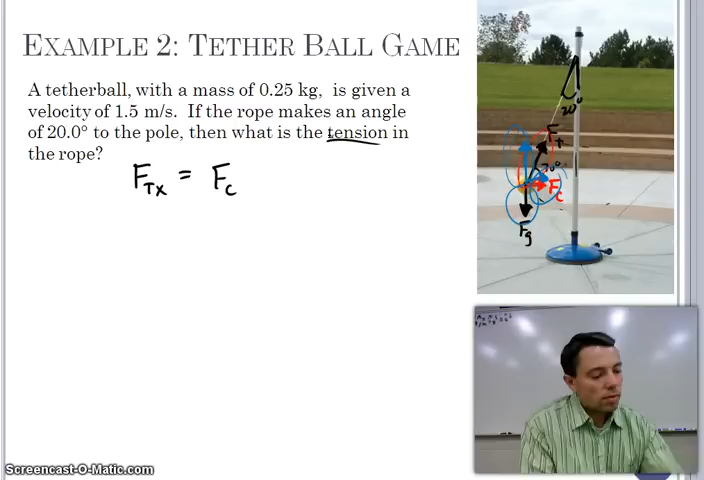 EXAMPLE 2: TETHER BALL GAME
A tetherball, with a mass of 0.25 kg, is given a
velocity of 1.5 m/s. If the rope makes an angle
of 20.0° to the pole, then what is the tension in
the rope?
FTX = FC
20°
FT
70°
FC
Fg
Screencast-O-Matic.com